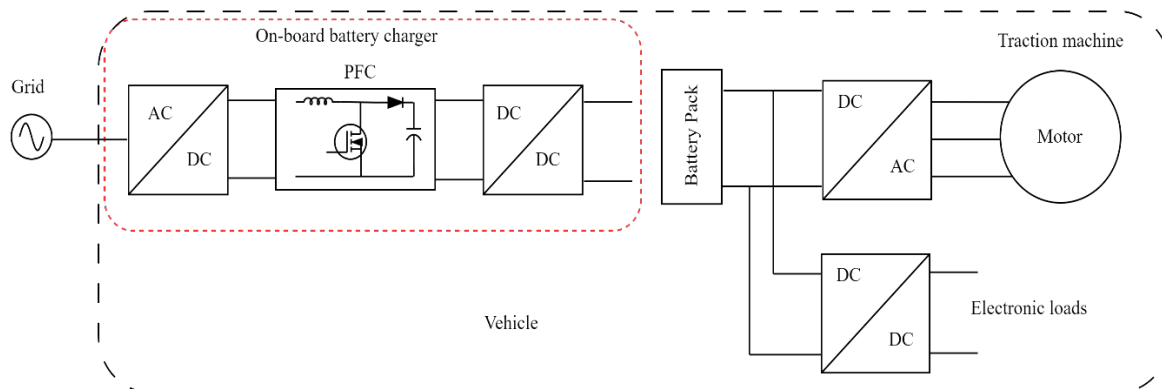 On-board battery charger
Traction machine
Grid
PFC
AC
DC
DC
DC
Battery Pack
DC
AC
Motor
DC
DC
Electronic loads
Vehicle